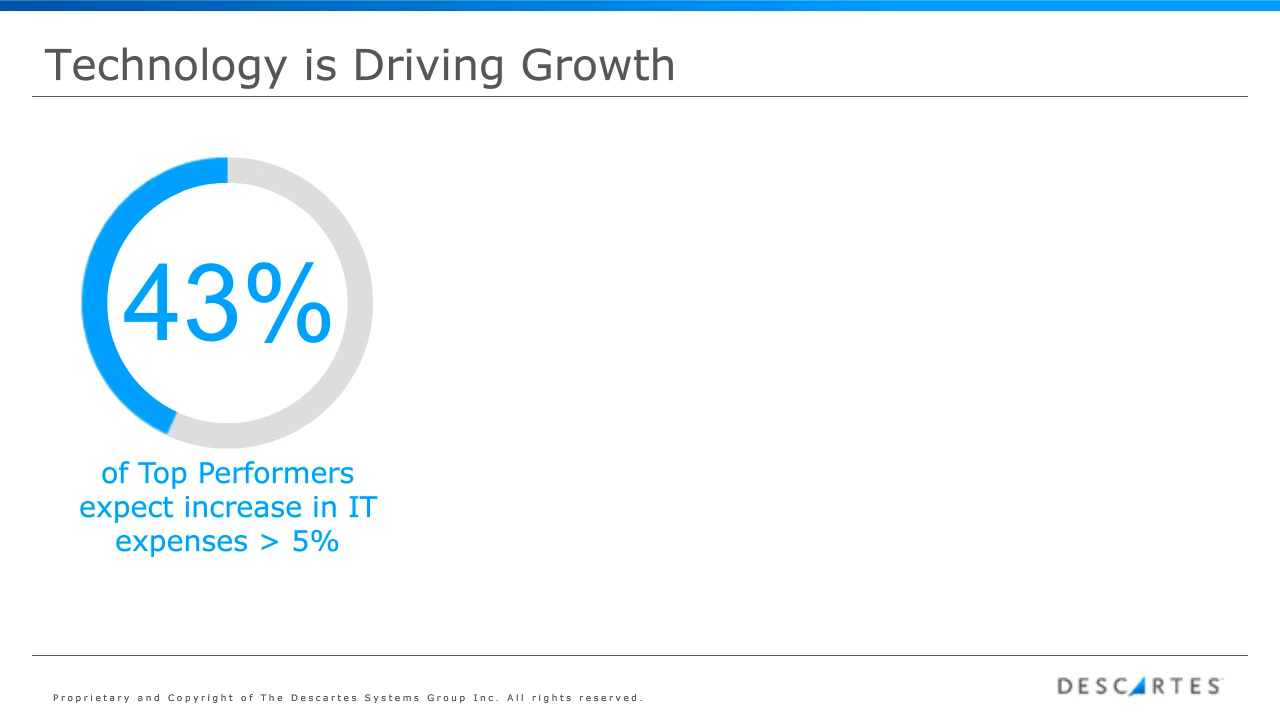 Technology is Driving Growth
43%
of Top Performers
expect increase in IT
expenses > 5%
Proprietary and Copyright of The Descartes Systems Group Inc. All rights reserved.
DESCARTES